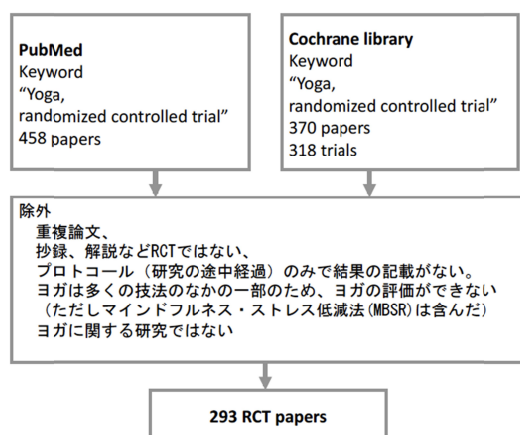 PubMed
Keyword
“Yoga,
randomized controlled trial”
458 papers
Cochrane library
Keyword
“Yoga,
randomized controlled trial”
370 papers
318 trials
除外
重複論文、
抄録、解説などRCTではない、
プロトコール（研究の途中経過）のみで結果の記載がない。
ヨガは多くの技法のなかの一部のため、ヨガの評価ができない
（ただしマインドフルネス・ストレス低減法(MBSR)は含んだ）
ヨガに関する研究ではない
293 RCT papers